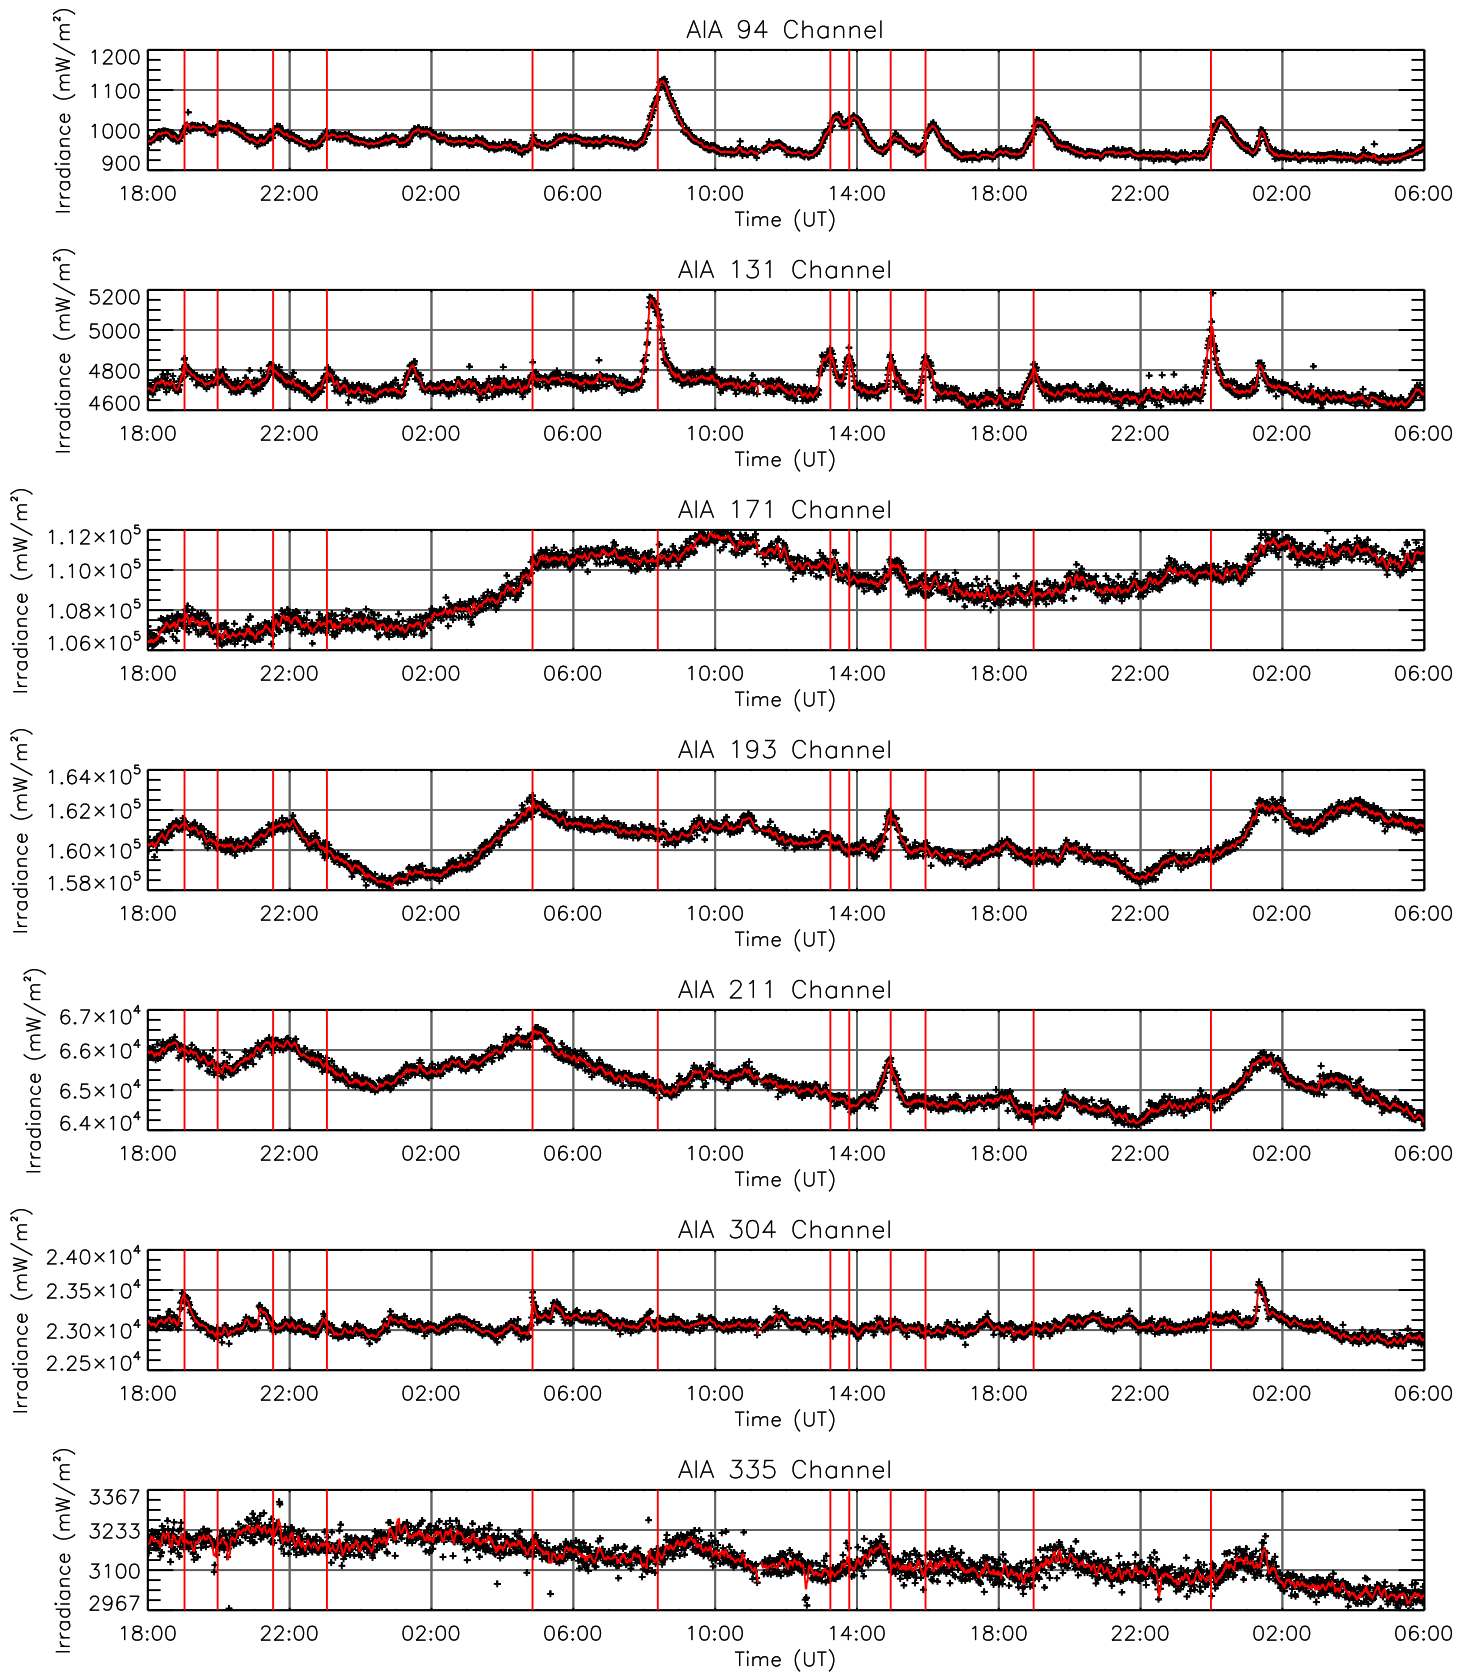 AIA 94 Channel
Irradiance (mW/m²)
1200
1100
1000
900
18:00 22:00 02:00 06:00 10:00 14:00 18:00 22:00 02:00 06:00
Time (UT)
AIA 131 Channel
Irradiance (mW/m²)
5200
5000
4800
4600
18:00 22:00 02:00 06:00 10:00 14:00 18:00 22:00 02:00 06:00
Time (UT)
AIA 171 Channel
Irradiance (mW/m²)
1.12×10⁵
1.10×10⁵
1.08×10⁵
1.06×10⁵
18:00 22:00 02:00 06:00 10:00 14:00 18:00 22:00 02:00 06:00
Time (UT)
AIA 193 Channel
Irradiance (mW/m²)
1.64×10⁵
1.62×10⁵
1.60×10⁵
1.58×10⁵
18:00 22:00 02:00 06:00 10:00 14:00 18:00 22:00 02:00 06:00
Time (UT)
AIA 211 Channel
Irradiance (mW/m²)
6.7×10⁴
6.6×10⁴
6.5×10⁴
6.4×10⁴
18:00 22:00 02:00 06:00 10:00 14:00 18:00 22:00 02:00 06:00
Time (UT)
AIA 304 Channel
Irradiance (mW/m²)
2.40×10⁴
2.35×10⁴
2.30×10⁴
2.25×10⁴
18:00 22:00 02:00 06:00 10:00 14:00 18:00 22:00 02:00 06:00
Time (UT)
AIA 335 Channel
Irradiance (mW/m²)
3367
3233
3100
2967
18:00 22:00 02:00 06:00 10:00 14:00 18:00 22:00 02:00 06:00
Time (UT)